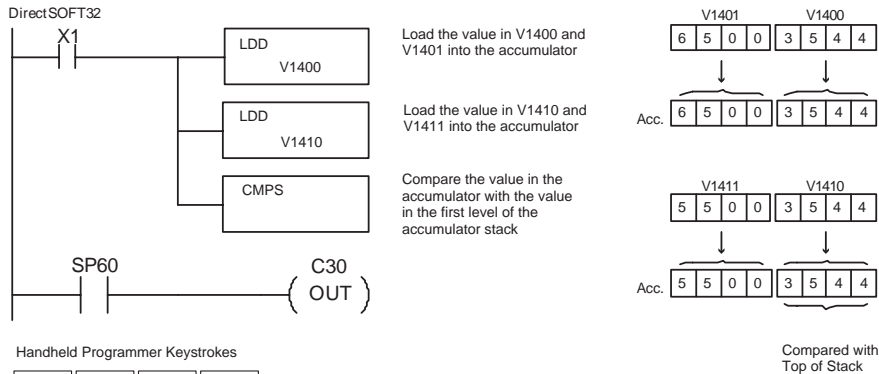 DirectSOFT32
X1
LDD
V1400
Load the value in V1400 and
V1401 into the accumulator
LDD
V1410
Load the value in V1410 and
V1411 into the accumulator
CMPS
Compare the value in the
accumulator with the value
in the first level of the
accumulator stack
SP60
C30
OUT
V1401 V1400
6 5 0 0 3 5 4 4
Acc. 6 5 0 0 3 5 4 4
V1411 V1410
5 5 0 0 3 5 4 4
Acc. 5 5 0 0 3 5 4 4
Compared with
Top of Stack
Handheld Programmer Keystrokes